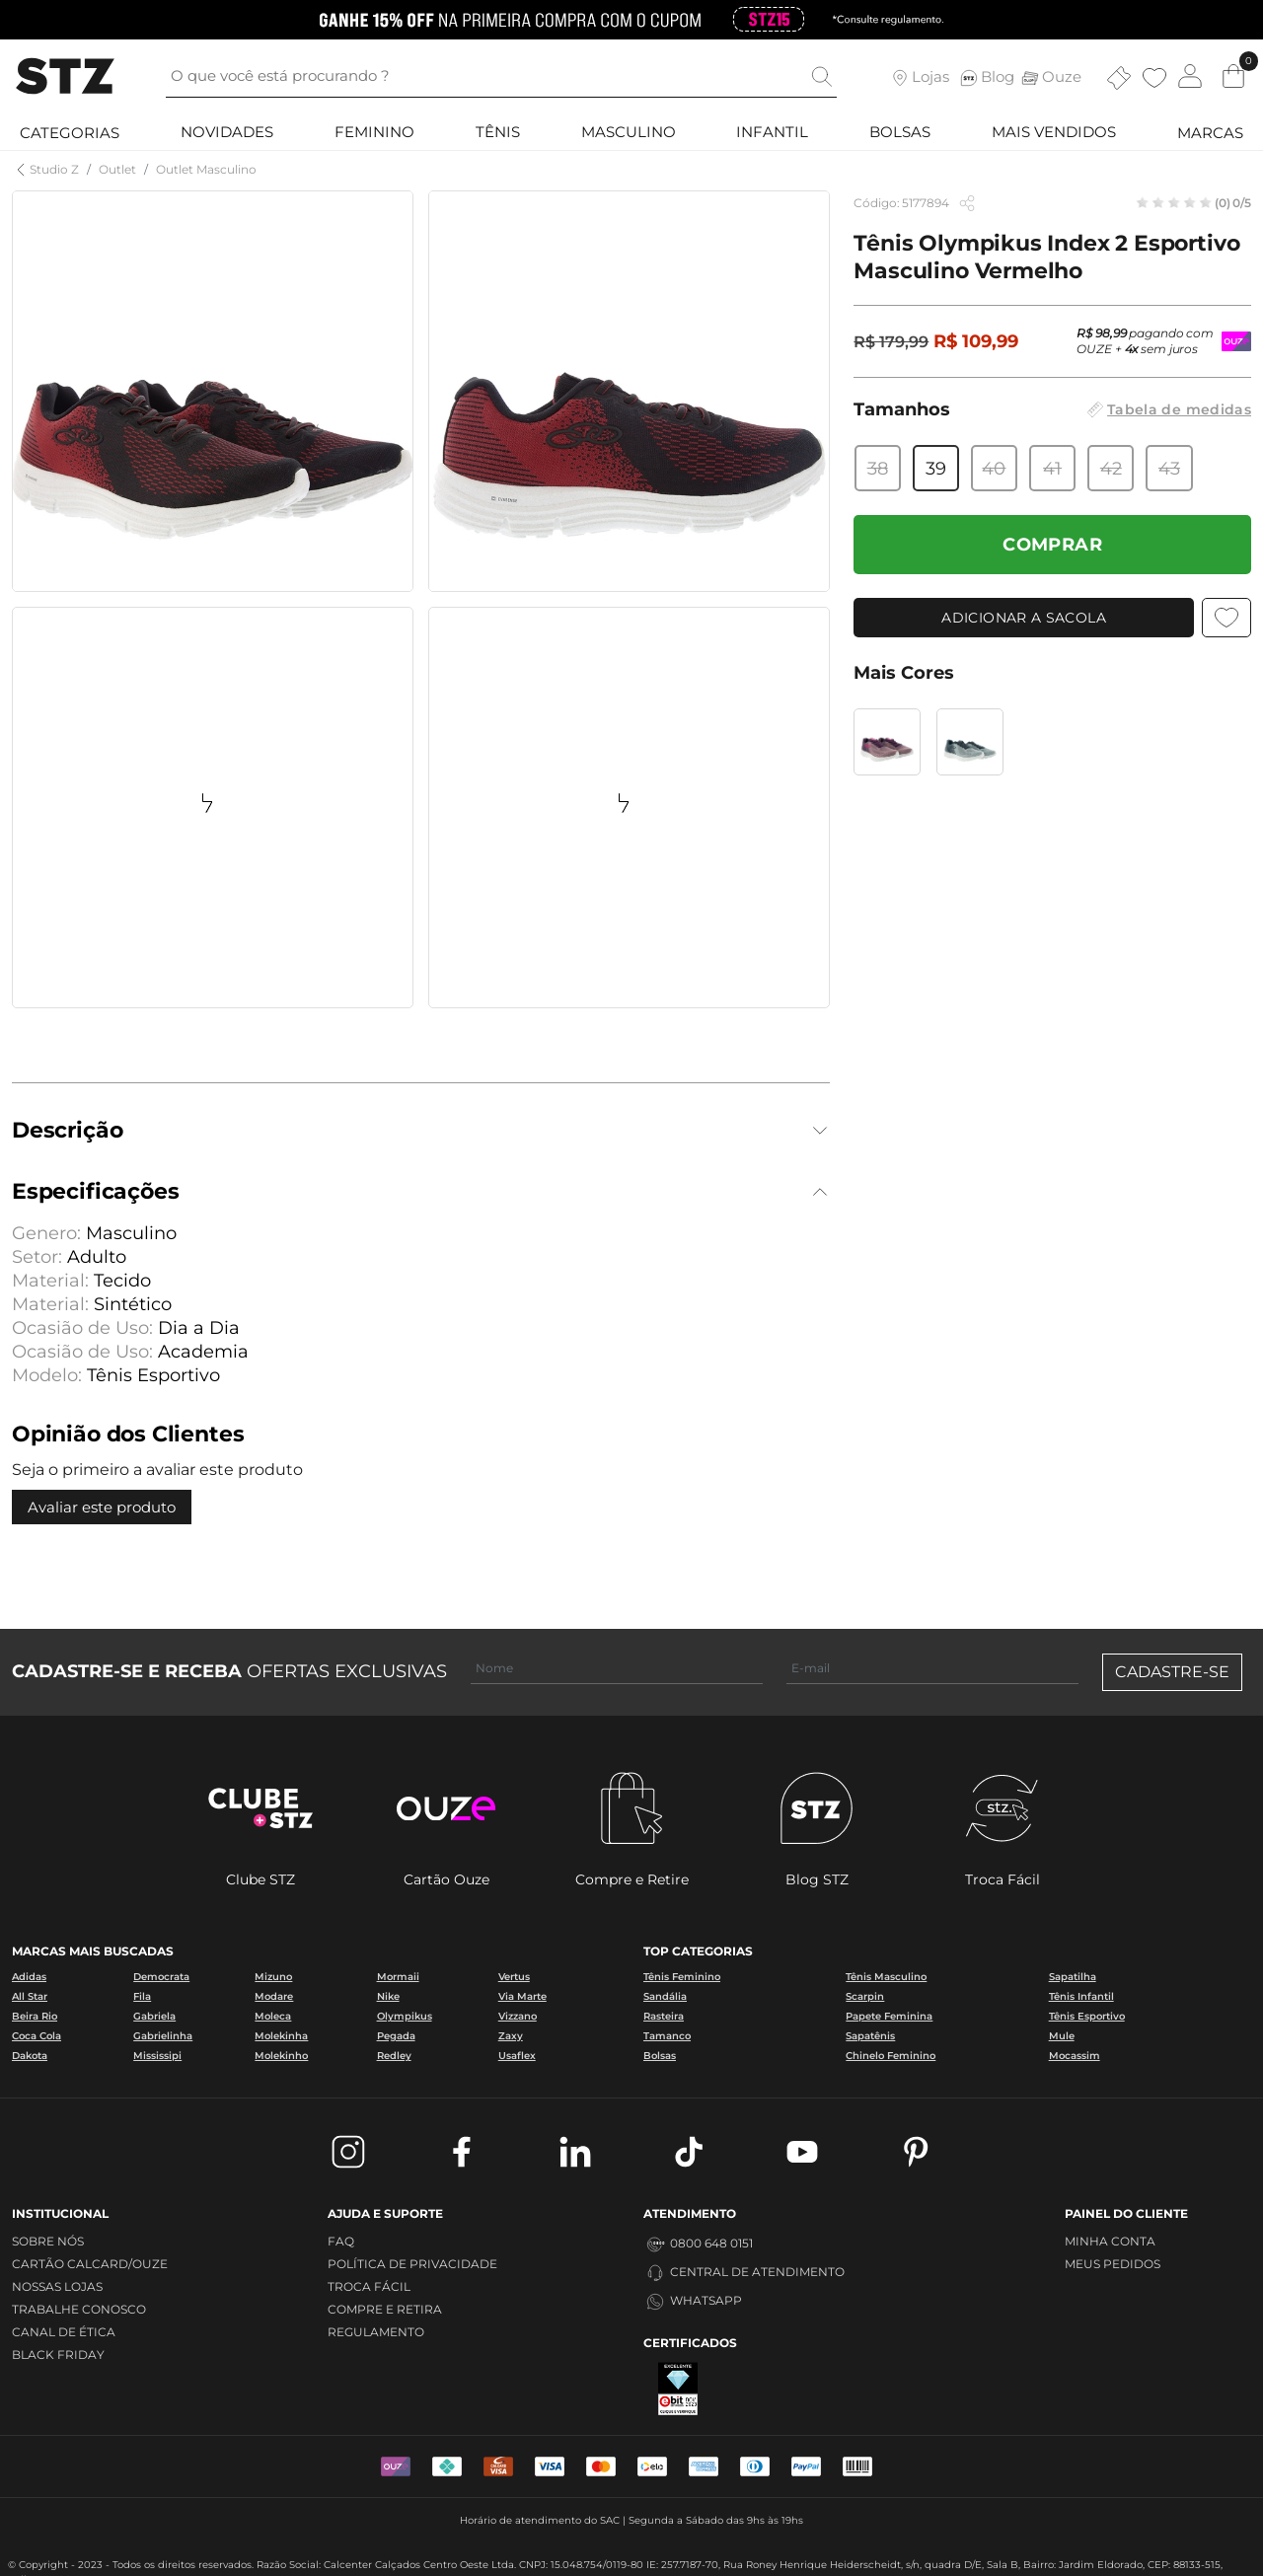 GANHE 15% OFF NA PRIMEIRA COMPRA COM O CUPOM STZ15 *Consulte regulamento.
STZ
O que você está procurando ?
Lojas
STZ Blog
Ouze
0
CATEGORIAS NOVIDADES FEMININO TÊNIS MASCULINO INFANTIL BOLSAS MAIS VENDIDOS MARCAS
Studio Z / Outlet / Outlet Masculino
Código: 5177894
(0) 0/5
Tênis Olympikus Index 2 Esportivo
Masculino Vermelho
R$ 179,99 R$ 109,99
R$ 98,99 pagando com
OUZE + 4x sem juros
Tamanhos
Tabela de medidas
38 39 40 41 42 43
COMPRAR
ADICIONAR A SACOLA
Mais Cores
Descrição
Especificações
Genero: Masculino
Setor: Adulto
Material: Tecido
Material: Sintético
Ocasião de Uso: Dia a Dia
Ocasião de Uso: Academia
Modelo: Tênis Esportivo
Opinião dos Clientes
Seja o primeiro a avaliar este produto
Avaliar este produto
CADASTRE-SE E RECEBA OFERTAS EXCLUSIVAS
Nome
E-mail
CADASTRE-SE
CLUBE
+STZ
ouze
STZ
stz.
Clube STZ
Cartão Ouze
Compre e Retire
Blog STZ
Troca Fácil
MARCAS MAIS BUSCADAS
Adidas Democrata Mizuno Mormaii Vertus
All Star Fila Modare Nike Via Marte
Beira Rio Gabriela Moleca Olympikus Vizzano
Coca Cola Gabrielinha Molekinha Pegada Zaxy
Dakota Mississipi Molekinho Redley Usaflex
TOP CATEGORIAS
Tênis Feminino Tênis Masculino Sapatilha
Sandália Scarpin Tênis Infantil
Rasteira Papete Feminina Tênis Esportivo
Tamanco Sapatênis Mule
Bolsas Chinelo Feminino Mocassim
INSTITUCIONAL
SOBRE NÓS
CARTÃO CALCARD/OUZE
NOSSAS LOJAS
TRABALHE CONOSCO
CANAL DE ÉTICA
BLACK FRIDAY
AJUDA E SUPORTE
FAQ
POLÍTICA DE PRIVACIDADE
TROCA FÁCIL
COMPRE E RETIRA
REGULAMENTO
ATENDIMENTO
0800 648 0151
CENTRAL DE ATENDIMENTO
WHATSAPP
CERTIFICADOS
EXCELENTE
ebit
CLIQUE E VERIFIQUE
PAINEL DO CLIENTE
MINHA CONTA
MEUS PEDIDOS
VISA
VISA
elo
PayPal
Horário de atendimento do SAC | Segunda a Sábado das 9hs às 19hs
© Copyright - 2023 - Todos os direitos reservados. Razão Social: Calcenter Calçados Centro Oeste Ltda. CNPJ: 15.048.754/0119-80 IE: 257.7187-70, Rua Roney Henrique Heiderscheidt, s/n, quadra D/E, Sala B, Bairro: Jardim Eldorado, CEP: 88133-515,